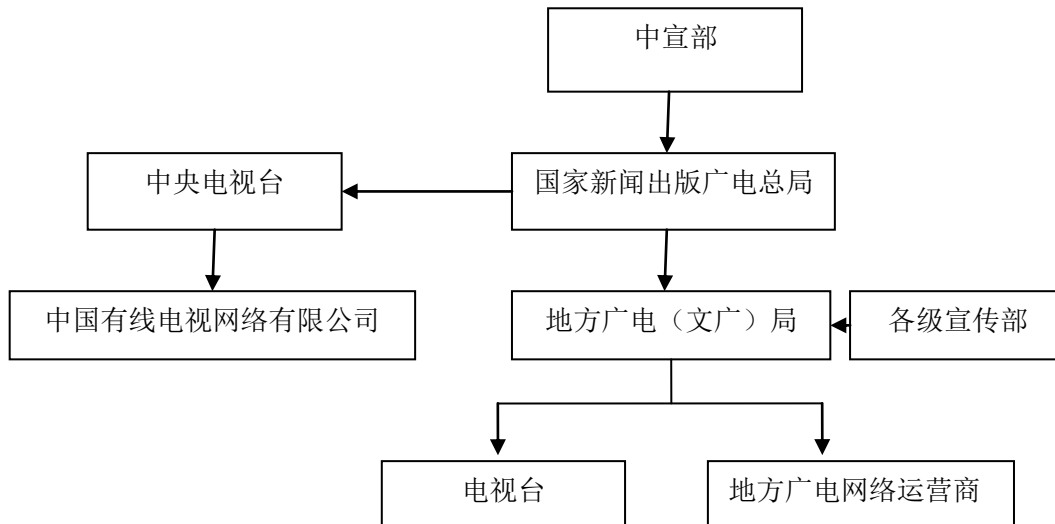 中宣部
中央电视台
国家新闻出版广电总局
中国有线电视网络有限公司
地方广电（文广）局
各级宣传部
电视台
地方广电网络运营商